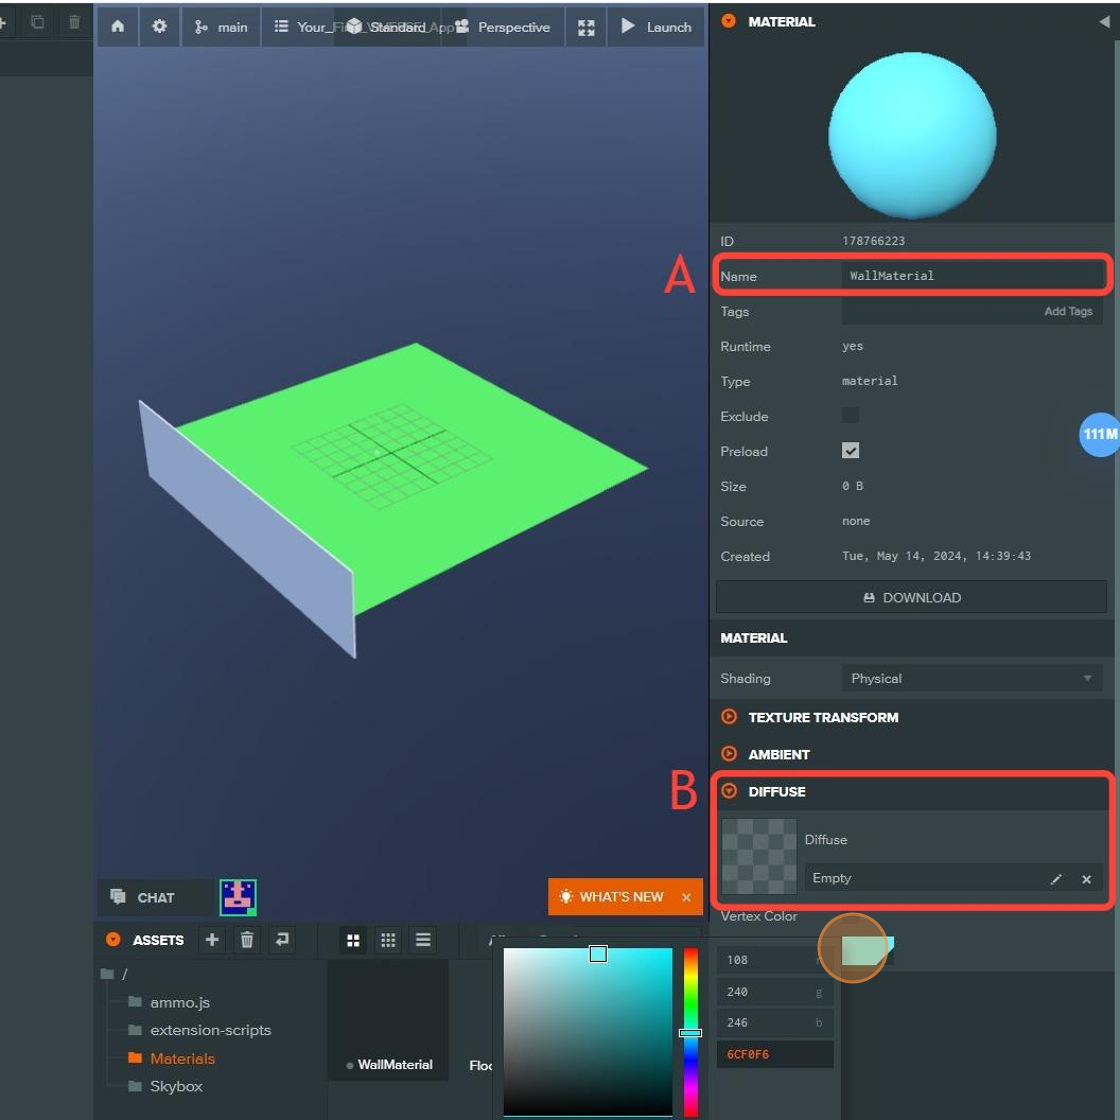 main
Your_Fi
Standard
App
Perspective
Launch
MATERIAL
ID 178766223
A
Name WallMaterial
Tags Add Tags
Runtime yes
Type material
Exclude
111M
Preload
Size 0 B
Source none
Created Tue, May 14, 2024, 14:39:43
DOWNLOAD
MATERIAL
Shading Physical
TEXTURE TRANSFORM
AMBIENT
B
DIFFUSE
Diffuse
Empty
Vertex Color
CHAT
WHAT'S NEW
ASSETS
/
ammo.js
extension-scripts
Materials
Skybox
WallMaterial
Floo
108
240 g
246 b
6CF0F6